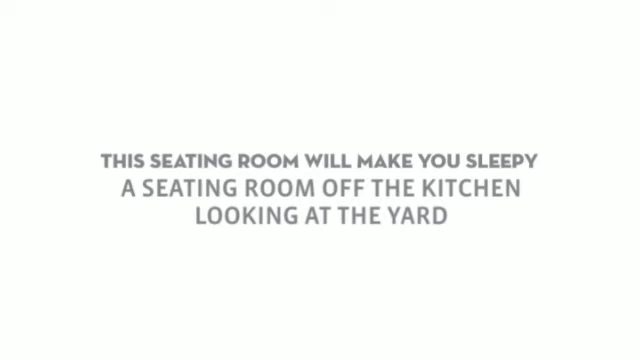 THIS SEATING ROOM WILL MAKE YOU SLEEPY
A SEATING ROOM OFF THE KITCHEN
LOOKING AT THE YARD